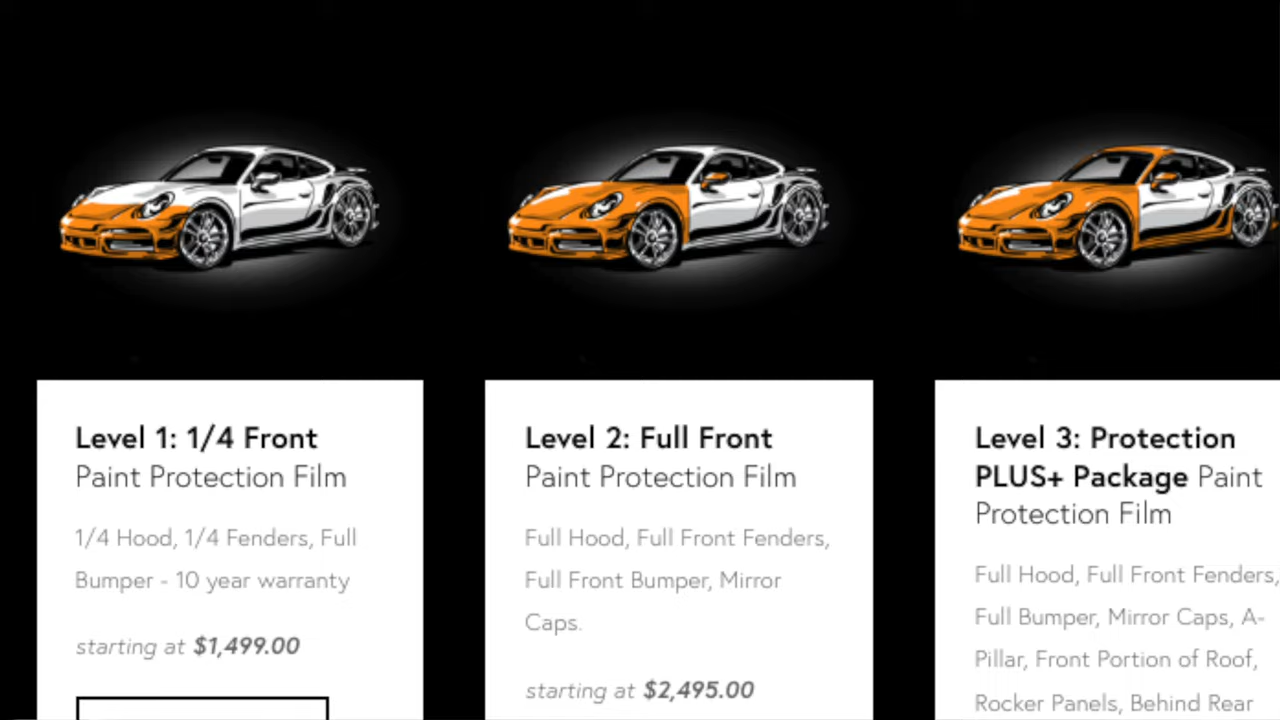 Level 1: 1/4 Front
Paint Protection Film
1/4 Hood, 1/4 Fenders, Full
Bumper - 10 year warranty
starting at $1,499.00
Level 2: Full Front
Paint Protection Film
Full Hood, Full Front Fenders,
Full Front Bumper, Mirror
Caps.
starting at $2,495.00
Level 3: Protection
PLUS+ Package Paint
Protection Film
Full Hood, Full Front Fenders,
Full Bumper, Mirror Caps, A-
Pillar, Front Portion of Roof,
Rocker Panels, Behind Rear